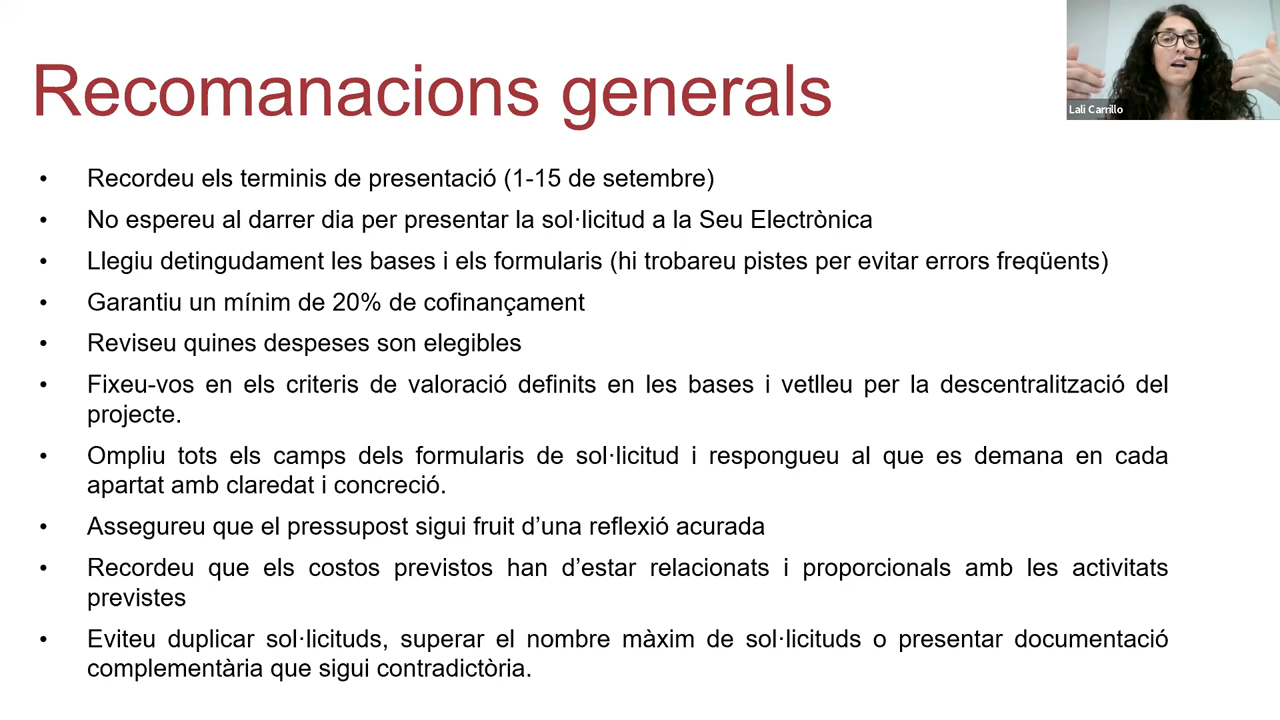 Recomanacions generals
Lali Carrillo
• Recordeu els terminis de presentació (1-15 de setembre)
• No espereu al darrer dia per presentar la sol·licitud a la Seu Electrònica
• Llegiu detingudament les bases i els formularis (hi trobareu pistes per evitar errors freqüents)
• Garantiu un mínim de 20% de cofinançament
• Reviseu quines despeses son elegibles
• Fixeu-vos en els criteris de valoració definits en les bases i vetlleu per la descentralització del
projecte.
• Ompliu tots els camps dels formularis de sol·licitud i respongueu al que es demana en cada
apartat amb claredat i concreció.
• Assegureu que el pressupost sigui fruit d’una reflexió acurada
• Recordeu que els costos previstos han d’estar relacionats i proporcionals amb les activitats
previstes
• Eviteu duplicar sol·licituds, superar el nombre màxim de sol·licituds o presentar documentació
complementària que sigui contradictòria.